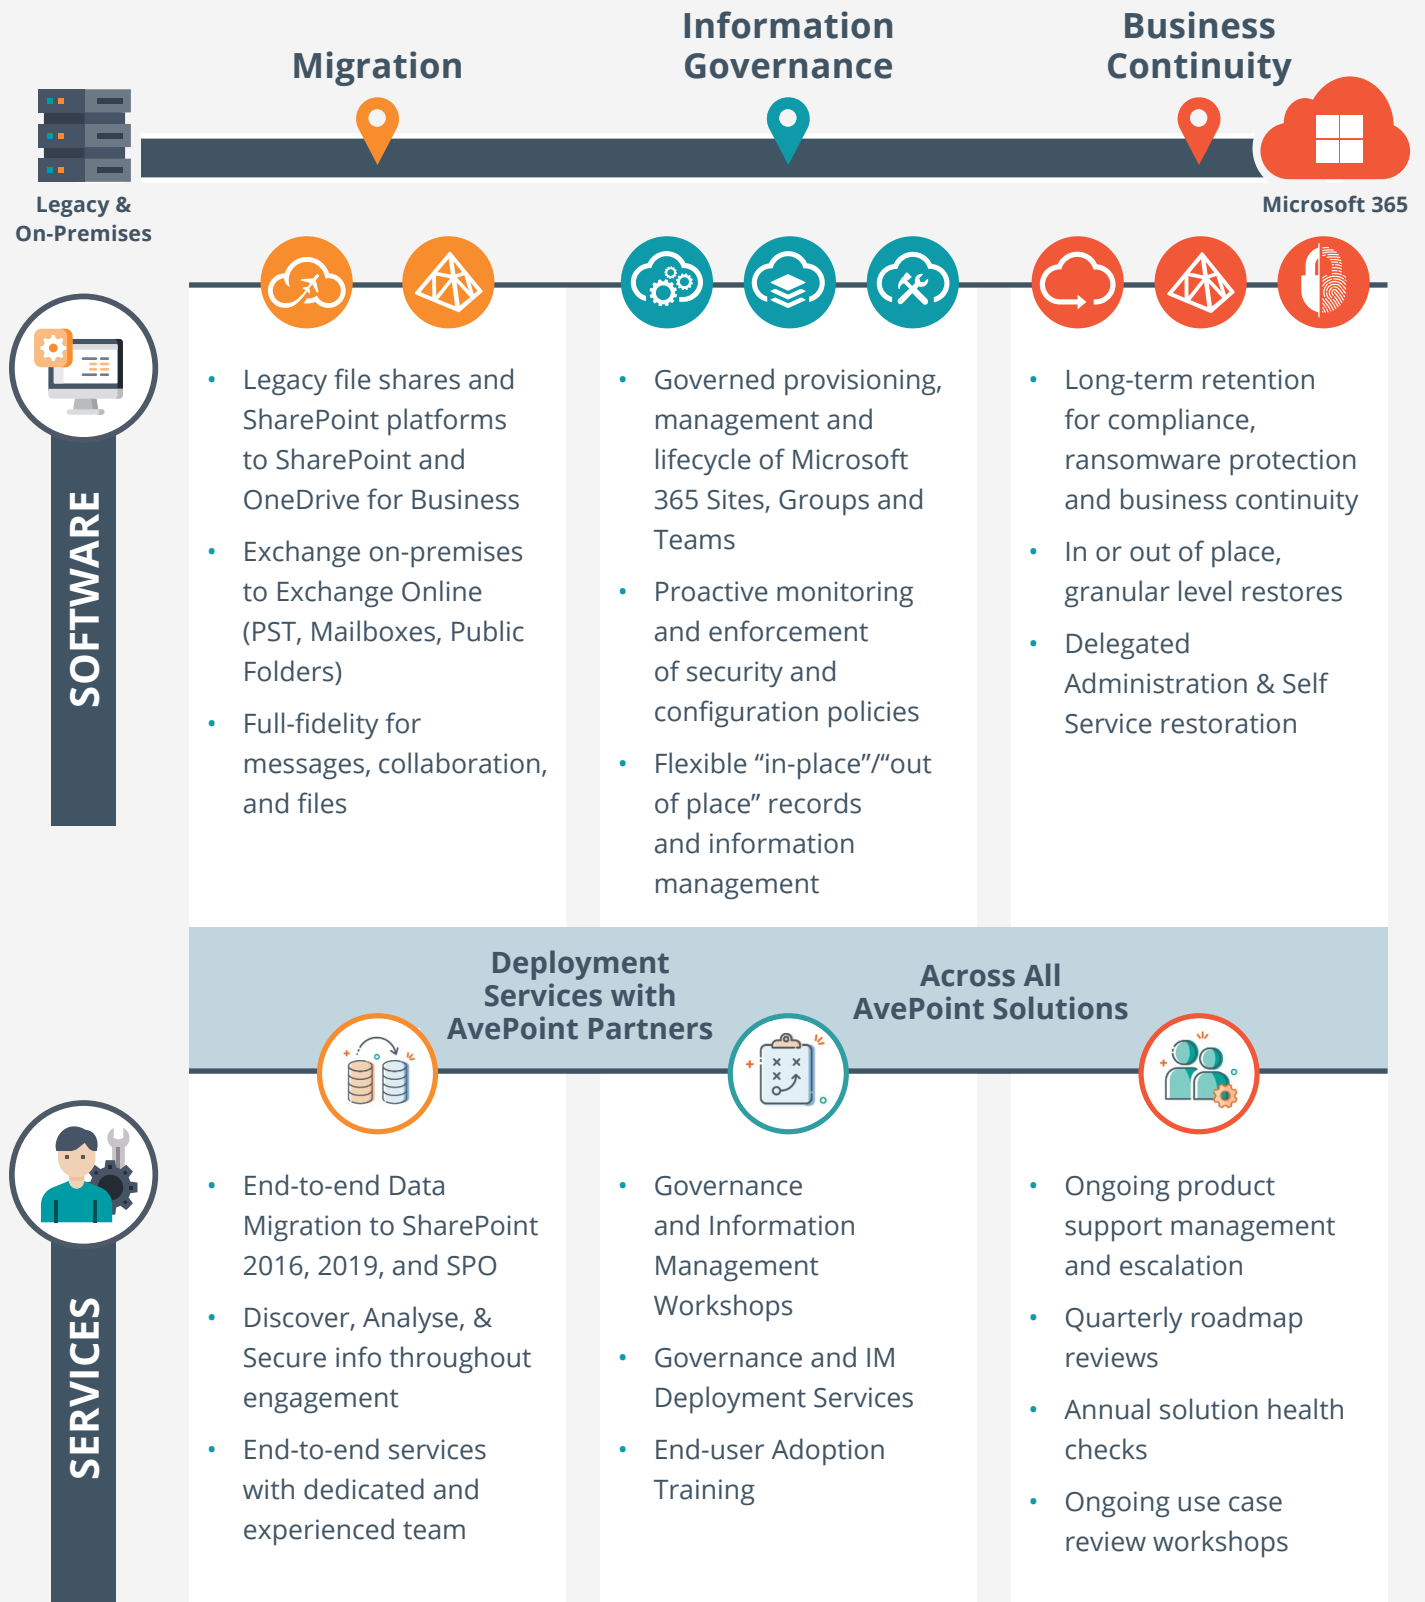 Migration
Information
Governance
Business
Continuity
Legacy &
On-Premises
Microsoft 365
SOFTWARE
• Legacy file shares and
SharePoint platforms
to SharePoint and
OneDrive for Business
• Exchange on-premises
to Exchange Online
(PST, Mailboxes, Public
Folders)
• Full-fidelity for
messages, collaboration,
and files
• Governed provisioning,
management and
lifecycle of Microsoft
365 Sites, Groups and
Teams
• Proactive monitoring
and enforcement
of security and
configuration policies
• Flexible “in-place”/“out
of place” records
and information
management
• Long-term retention
for compliance,
ransomware protection
and business continuity
• In or out of place,
granular level restores
• Delegated
Administration & Self
Service restoration
Deployment
Services with
AvePoint Partners
Across All
AvePoint Solutions
SERVICES
• End-to-end Data
Migration to SharePoint
2016, 2019, and SPO
• Discover, Analyse, &
Secure info throughout
engagement
• End-to-end services
with dedicated and
experienced team
• Governance
and Information
Management
Workshops
• Governance and IM
Deployment Services
• End-user Adoption
Training
• Ongoing product
support management
and escalation
• Quarterly roadmap
reviews
• Annual solution health
checks
• Ongoing use case
review workshops